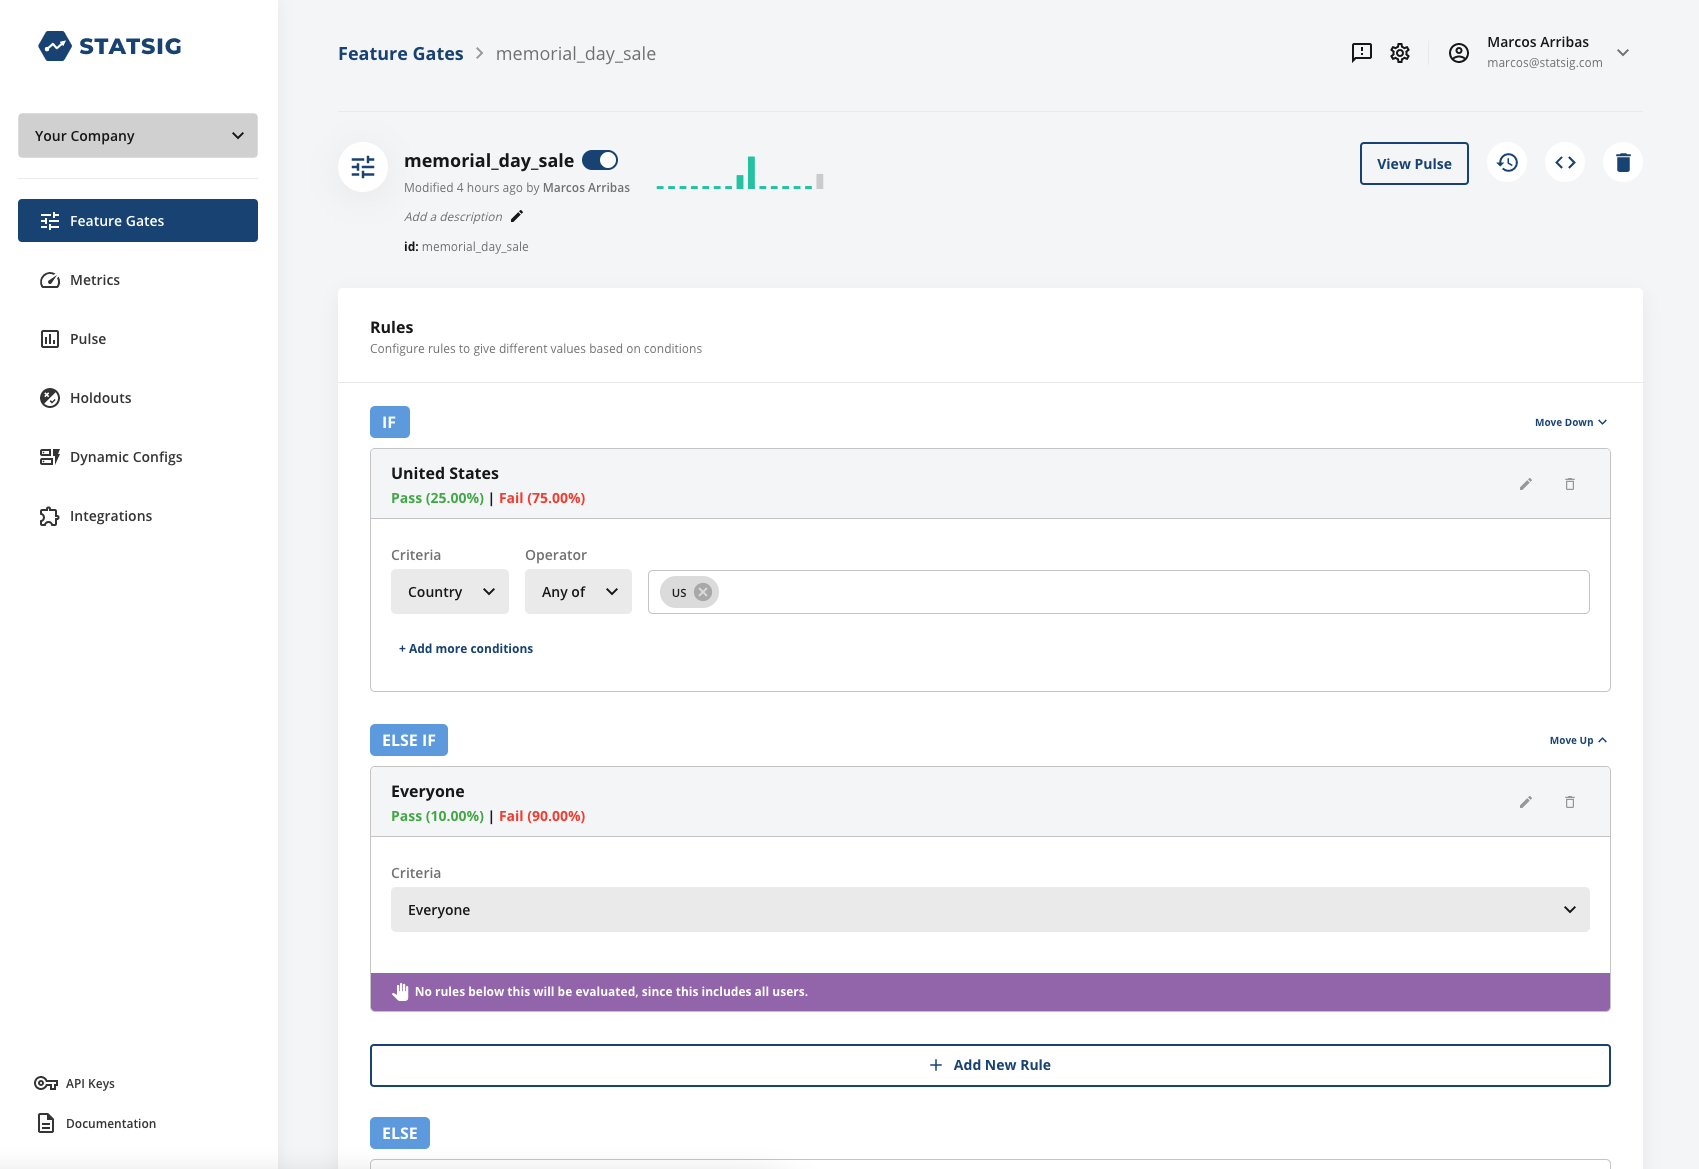 STATSIG
Your Company
Feature Gates
Metrics
Pulse
Holdouts
Dynamic Configs
Integrations
API Keys
Documentation
Feature Gates > memorial_day_sale
Marcos Arribas
marcos@statsig.com
memorial_day_sale
Modified 4 hours ago by Marcos Arribas
Add a description
id: memorial_day_sale
View Pulse
Rules
Configure rules to give different values based on conditions
IF
Move Down
United States
Pass (25.00%) | Fail (75.00%)
Criteria
Operator
Country
Any of
US
+ Add more conditions
ELSE IF
Move Up
Everyone
Pass (10.00%) | Fail (90.00%)
Criteria
Everyone
No rules below this will be evaluated, since this includes all users.
+ Add New Rule
ELSE